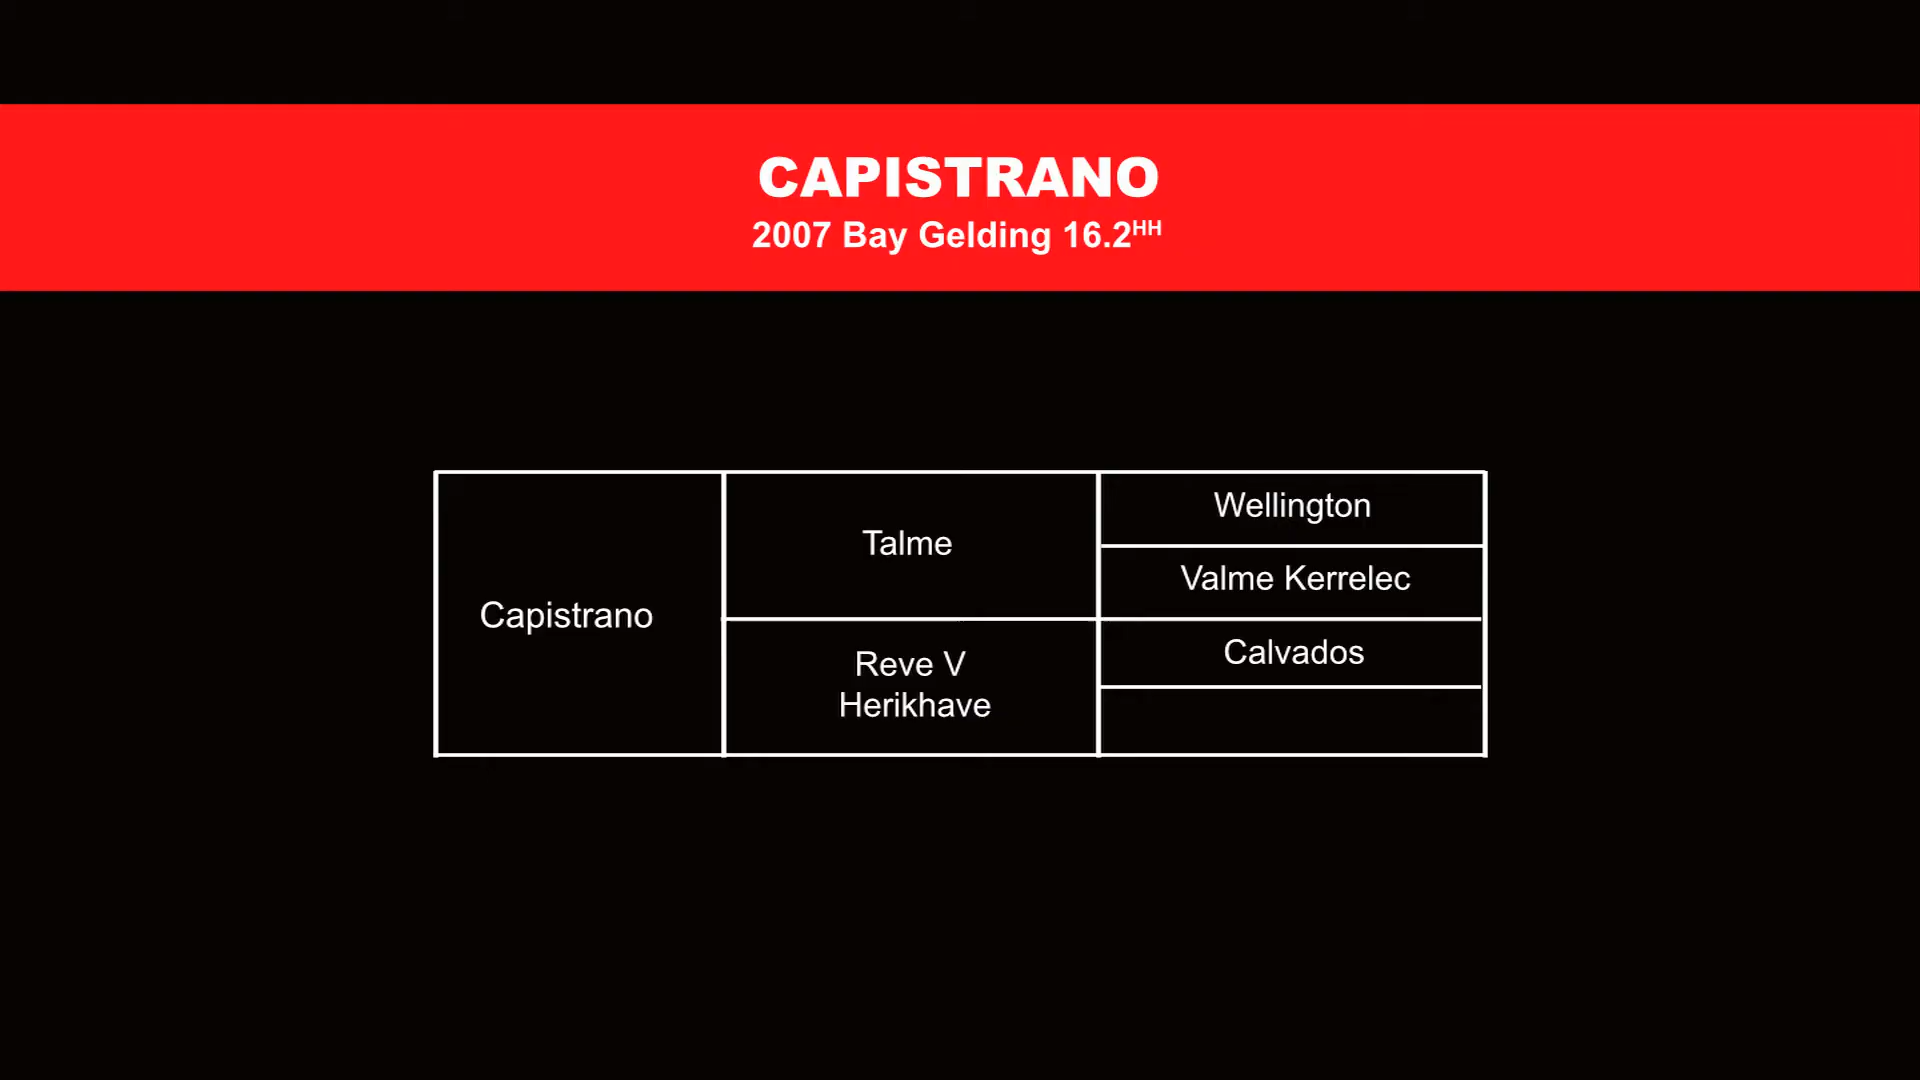 CAPISTRANO
2007 Bay Gelding 16.2HH
Capistrano
Talme
Reve V
Herikhave
Wellington
Valme Kerrelec
Calvados